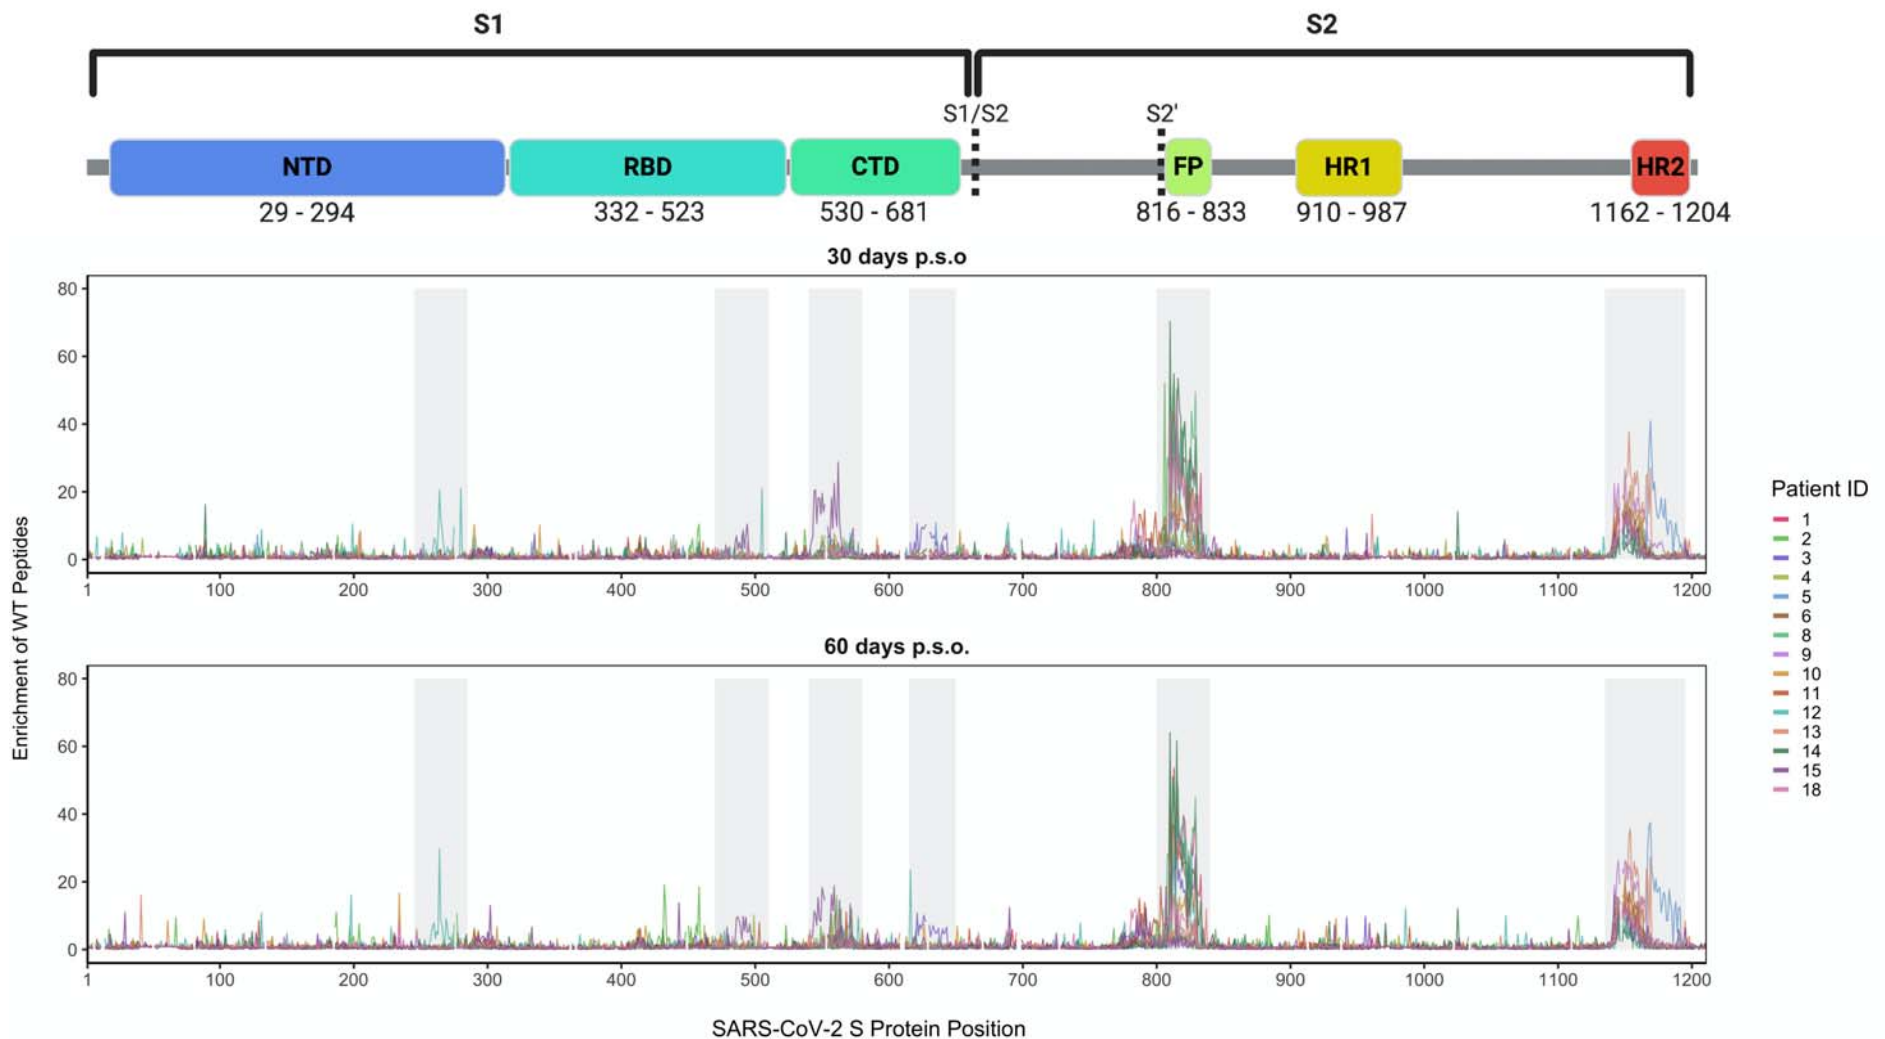 S1 S2
S1/S2 S2'
NTD RBD CTD FP HR1 HR2
29 - 294 332 - 523 530 - 681 816 - 833 910 - 987 1162 - 1204
30 days p.s.o
80
60
40
20
0
1 100 200 300 400 500 600 700 800 900 1000 1100 1200
60 days p.s.o.
80
60
40
20
0
1 100 200 300 400 500 600 700 800 900 1000 1100 1200
Enrichment of WT Peptides
SARS-CoV-2 S Protein Position
Patient ID
1
2
3
4
5
6
8
9
10
11
12
13
14
15
18